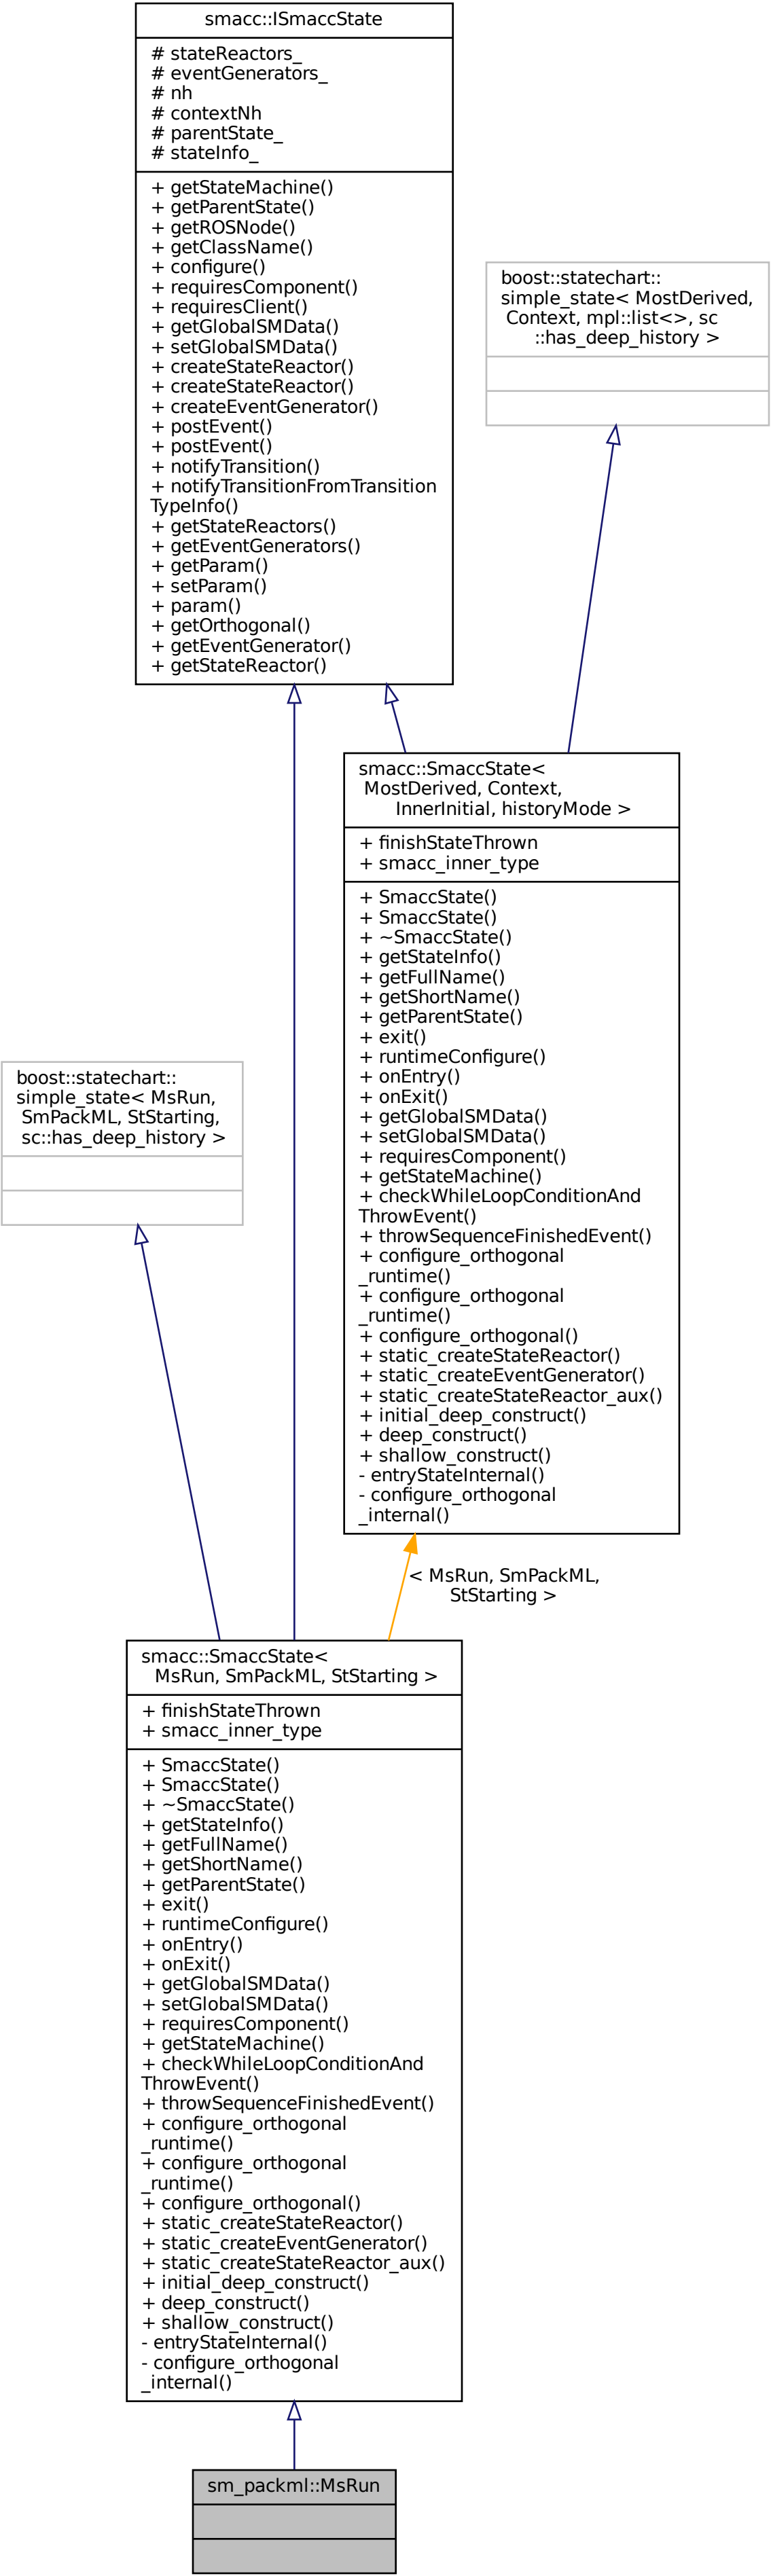 smacc::ISmaccState
# stateReactors_
# eventGenerators_
# nh
# contextNh
# parentState_
# stateInfo_
+ getStateMachine()
+ getParentState()
+ getROSNode()
+ getClassName()
+ configure()
+ requiresComponent()
+ requiresClient()
+ getGlobalSMData()
+ setGlobalSMData()
+ createStateReactor()
+ createStateReactor()
+ createEventGenerator()
+ postEvent()
+ postEvent()
+ notifyTransition()
+ notifyTransitionFromTransition
TypeInfo()
+ getStateReactors()
+ getEventGenerators()
+ getParam()
+ setParam()
+ param()
+ getOrthogonal()
+ getEventGenerator()
+ getStateReactor()
boost::statechart::
simple_state< MostDerived,
Context, mpl::list<>, sc
::has_deep_history >
smacc::SmaccState<
MostDerived, Context,
InnerInitial, historyMode >
+ finishStateThrown
+ smacc_inner_type
+ SmaccState()
+ SmaccState()
+ ~SmaccState()
+ getStateInfo()
+ getFullName()
+ getShortName()
+ getParentState()
+ exit()
+ runtimeConfigure()
+ onEntry()
+ onExit()
+ getGlobalSMData()
+ setGlobalSMData()
+ requiresComponent()
+ getStateMachine()
+ checkWhileLoopConditionAnd
ThrowEvent()
+ throwSequenceFinishedEvent()
+ configure_orthogonal
_runtime()
+ configure_orthogonal
_runtime()
+ configure_orthogonal()
+ static_createStateReactor()
+ static_createEventGenerator()
+ static_createStateReactor_aux()
+ initial_deep_construct()
+ deep_construct()
+ shallow_construct()
- entryStateInternal()
- configure_orthogonal
_internal()
boost::statechart::
simple_state< MsRun,
SmPackML, StStarting,
sc::has_deep_history >
< MsRun, SmPackML,
StStarting >
smacc::SmaccState<
MsRun, SmPackML, StStarting >
+ finishStateThrown
+ smacc_inner_type
+ SmaccState()
+ SmaccState()
+ ~SmaccState()
+ getStateInfo()
+ getFullName()
+ getShortName()
+ getParentState()
+ exit()
+ runtimeConfigure()
+ onEntry()
+ onExit()
+ getGlobalSMData()
+ setGlobalSMData()
+ requiresComponent()
+ getStateMachine()
+ checkWhileLoopConditionAnd
ThrowEvent()
+ throwSequenceFinishedEvent()
+ configure_orthogonal
_runtime()
+ configure_orthogonal
_runtime()
+ configure_orthogonal()
+ static_createStateReactor()
+ static_createEventGenerator()
+ static_createStateReactor_aux()
+ initial_deep_construct()
+ deep_construct()
+ shallow_construct()
- entryStateInternal()
- configure_orthogonal
_internal()
sm_packml::MsRun